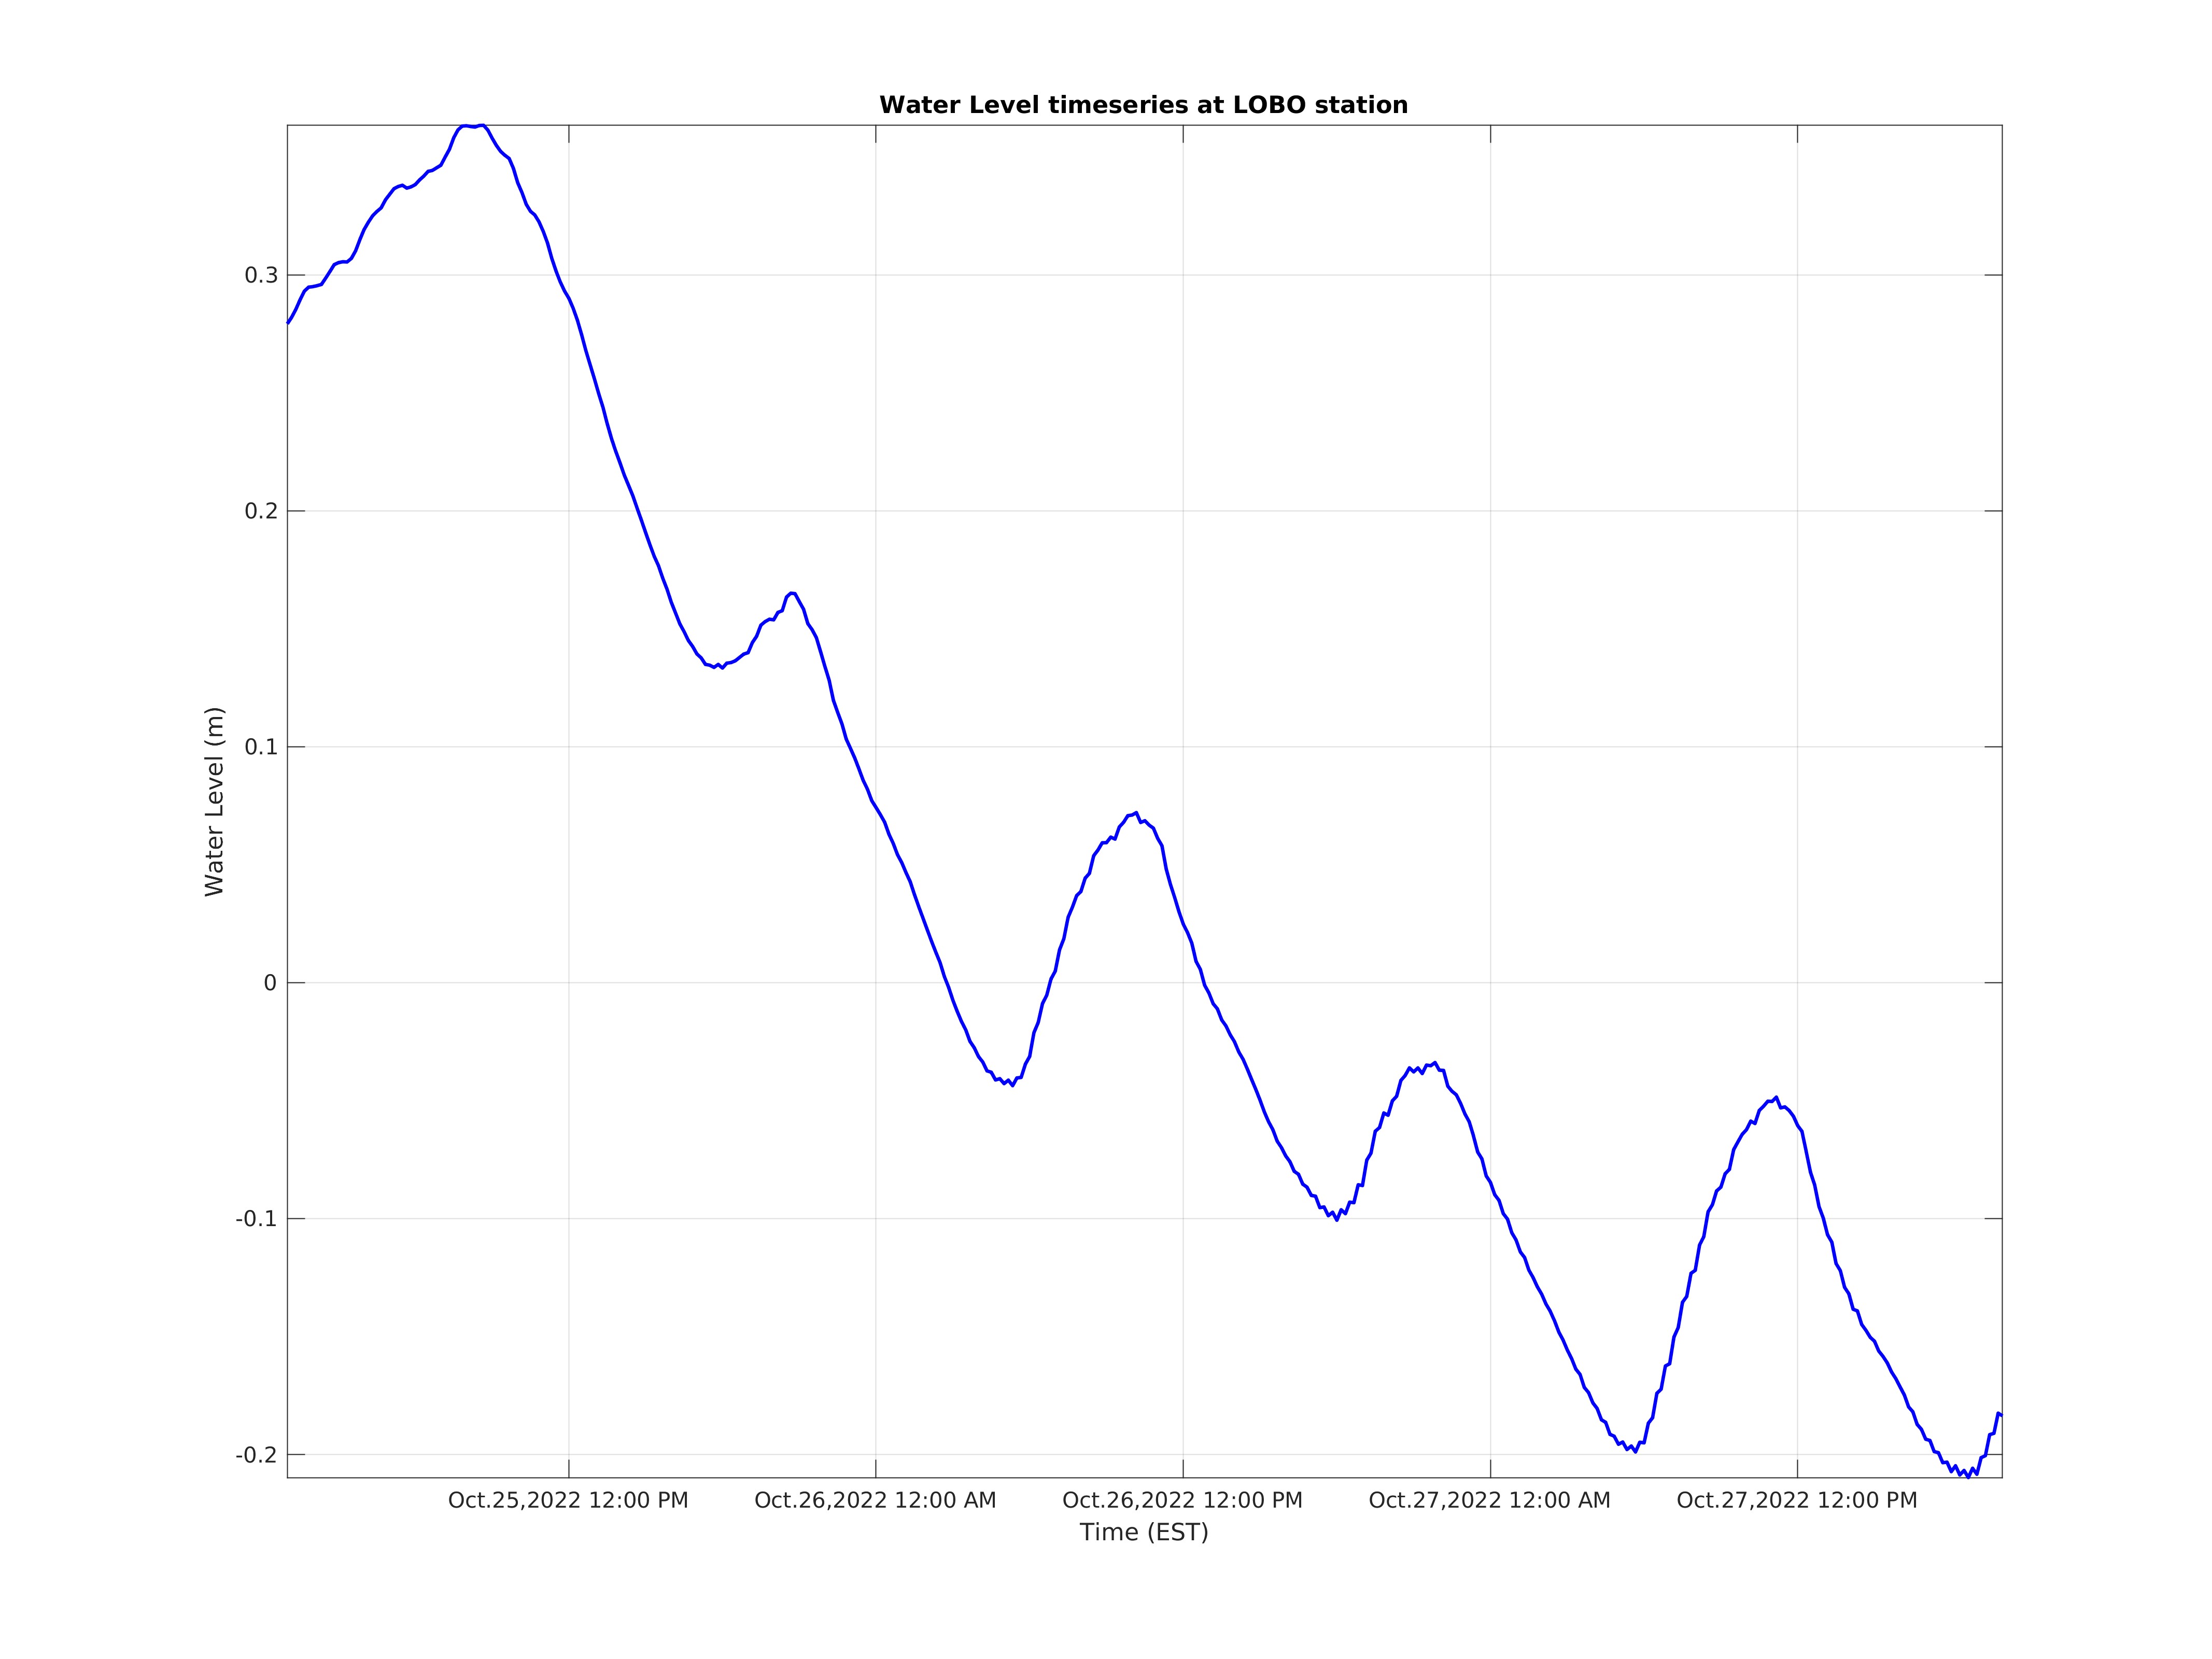 Water Level timeseries at LOBO station
Water Level (m)
0.3
0.2
0.1
0
-0.1
-0.2
Oct.25,2022 12:00 PM
Oct.26,2022 12:00 AM
Oct.26,2022 12:00 PM
Oct.27,2022 12:00 AM
Oct.27,2022 12:00 PM
Time (EST)